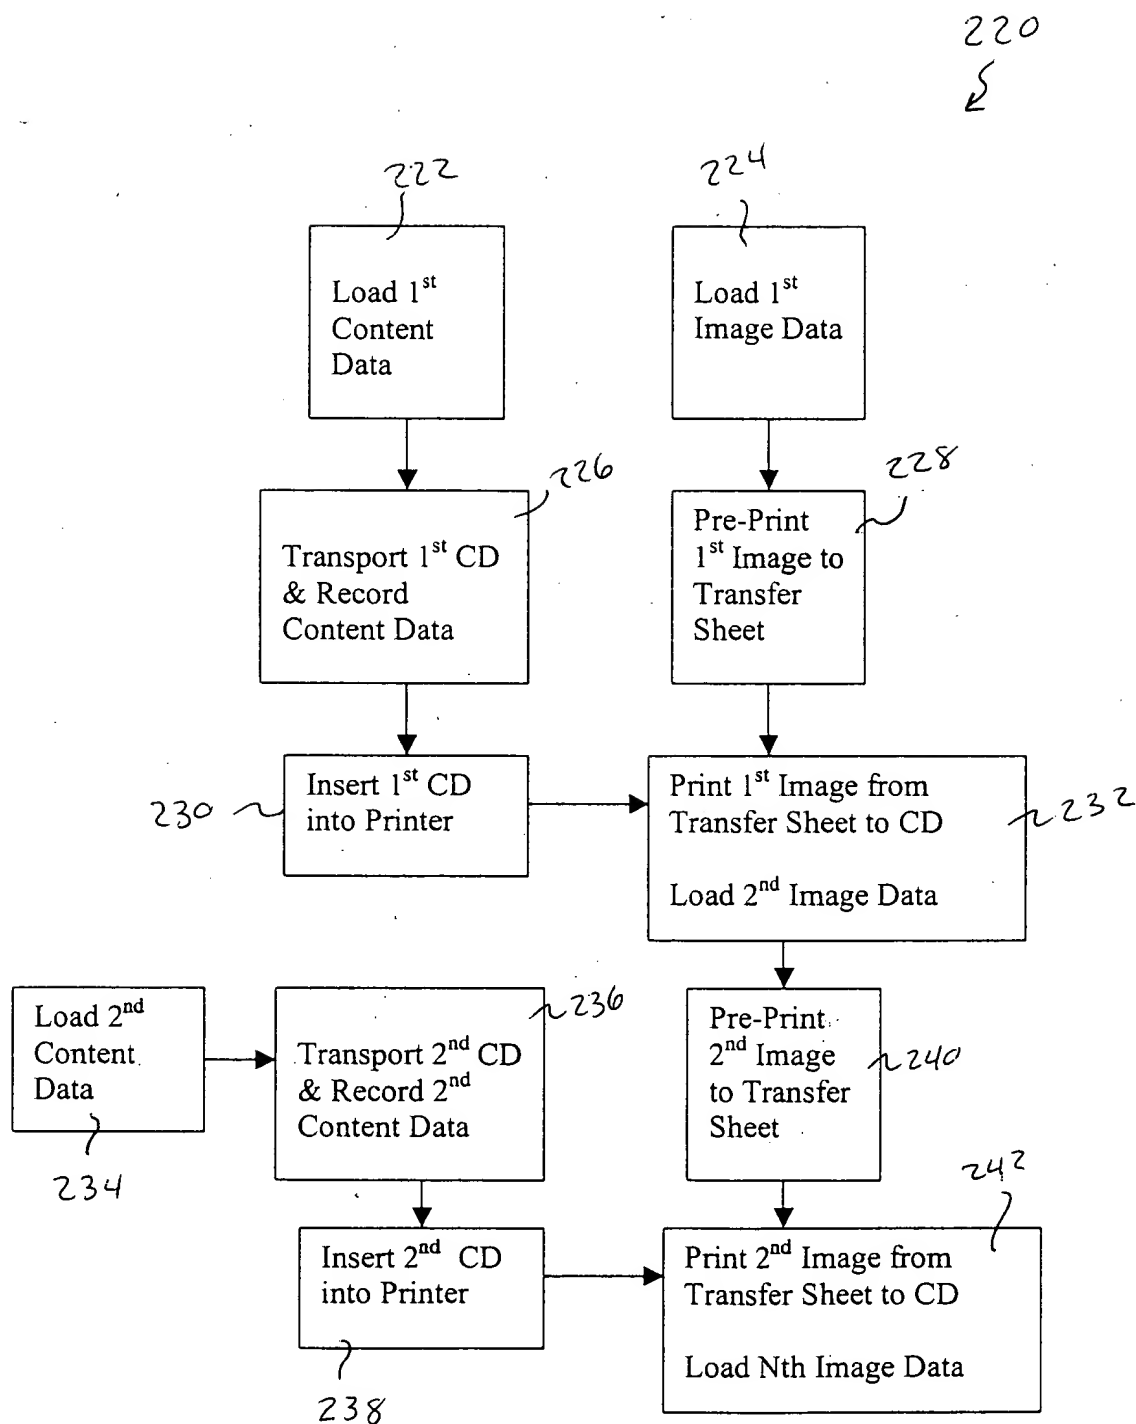 220
222
224
Load 1st
Content
Data
Load 1st
Image Data
226
228
Transport 1st CD
& Record
Content Data
Pre-Print
1st Image to
Transfer
Sheet
230
Insert 1st CD
into Printer
Print 1st Image from
Transfer Sheet to CD
Load 2nd Image Data
232
Load 2nd
Content
Data
234
Transport 2nd CD
& Record 2nd
Content Data
236
Pre-Print
2nd Image
to Transfer
Sheet
240
242
Insert 2nd CD
into Printer
238
Print 2nd Image from
Transfer Sheet to CD
Load Nth Image Data